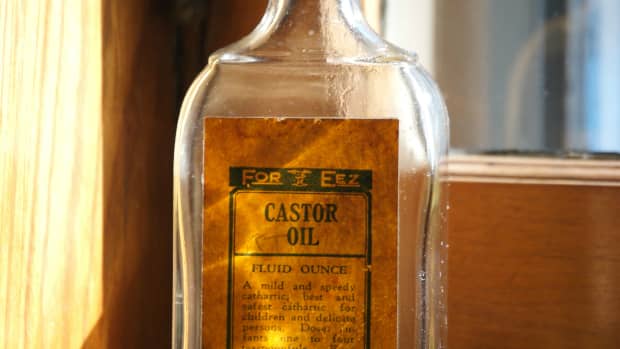 FOR EEZ
CASTOR
OIL
FLUID OUNCE
A mild and speedy
cathartic, best and
safest cathartic for
children and delicate
persons. Dose: In-
fants one to four
teaspoonfuls.